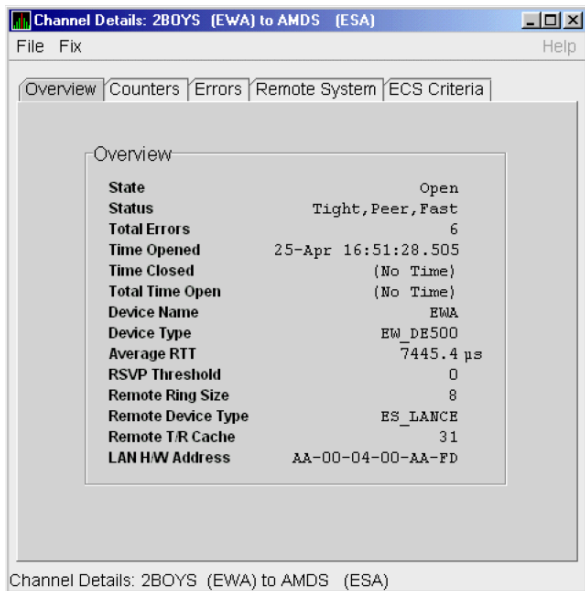 Channel Details: 2BOYS (EWA) to AMDS (ESA)
File Fix Help
Overview Counters Errors Remote System ECS Criteria
Overview
State Open
Status Tight,Peer,Fast
Total Errors 6
Time Opened 25-Apr 16:51:28.505
Time Closed (No Time)
Total Time Open (No Time)
Device Name EWA
Device Type EW_DE500
Average RTT 7445.4 µs
RSVP Threshold 0
Remote Ring Size 8
Remote Device Type ES_LANCE
Remote T/R Cache 31
LAN H/W Address AA-00-04-00-AA-FD
Channel Details: 2BOYS (EWA) to AMDS (ESA)